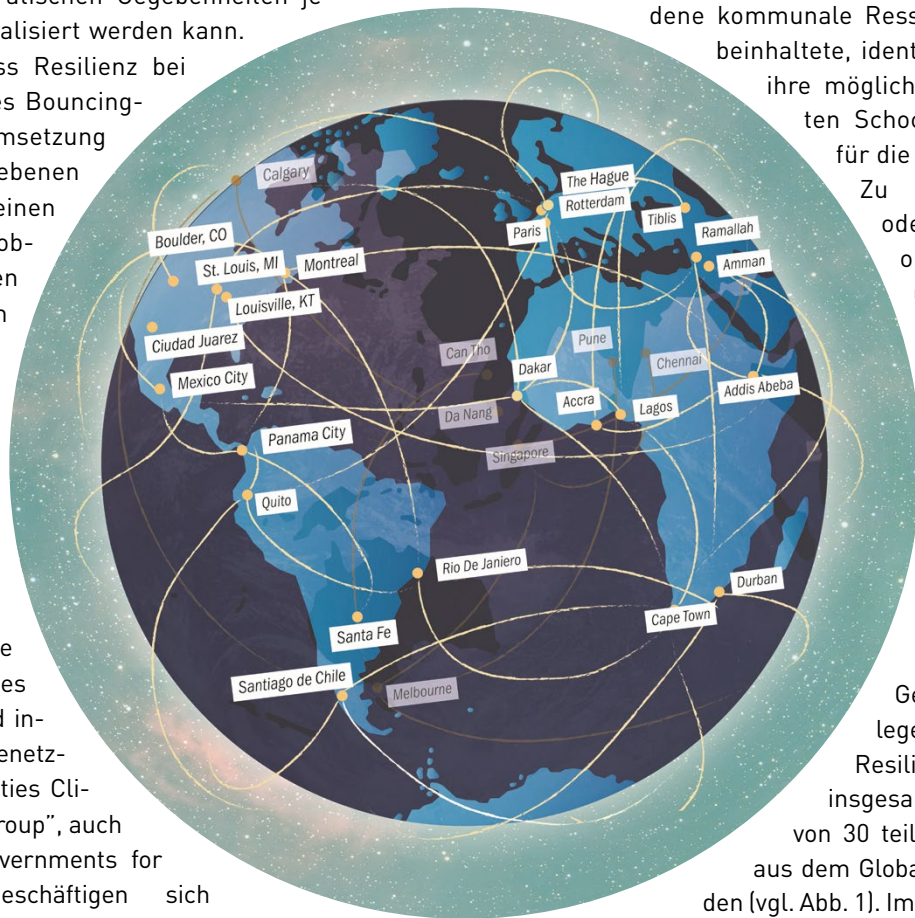 alischen Gegebenheiten je
alisiert werden kann.
ss Resilienz bei
es Bouncing-
msetzung
ebenen
einen
ob-
en
n
e
es
d in-
enetz-
ties Cli-
roup”, auch
vernments for
eschäftigen sich
Calgary
The Hague
Rotterdam
Paris
Tiblis
Ramallah
Amman
Boulder, CO
St. Louis, MI
Montreal
Louisville, KT
Ciudad Juarez
Mexico City
Can Tho
Pune
Dakar
Chennai
Addis Abeba
Da Nang
Accra
Lagos
Panama City
Singapore
Quito
Rio De Janiero
Durban
Cape Town
Santa Fe
Santiago de Chile
Melbourne
dene kommunale Ress
beinhaltete, ident
ihre möglich
ten Schoc
für die
Zu
ode
o
Ge
lege
Resili
insgesa
von 30 teil
aus dem Globa
den (vgl. Abb. 1). Im